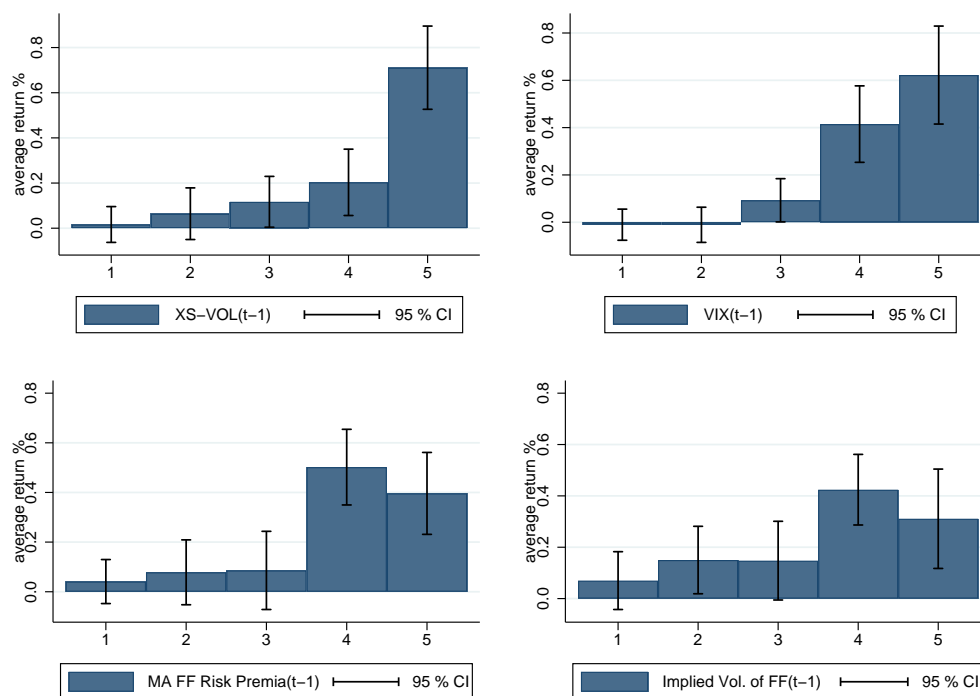 average return %
0.0 0.2 0.4 0.6 0.8
1 2 3 4 5
XS−VOL(t−1) 95 % CI
average return %
0.0 0.2 0.4 0.6 0.8
1 2 3 4 5
VIX(t−1) 95 % CI
average return %
0.0 0.2 0.4 0.6 0.8
1 2 3 4 5
MA FF Risk Premia(t−1) 95 % CI
average return %
0.0 0.2 0.4 0.6 0.8
1 2 3 4 5
Implied Vol. of FF(t−1) 95 % CI